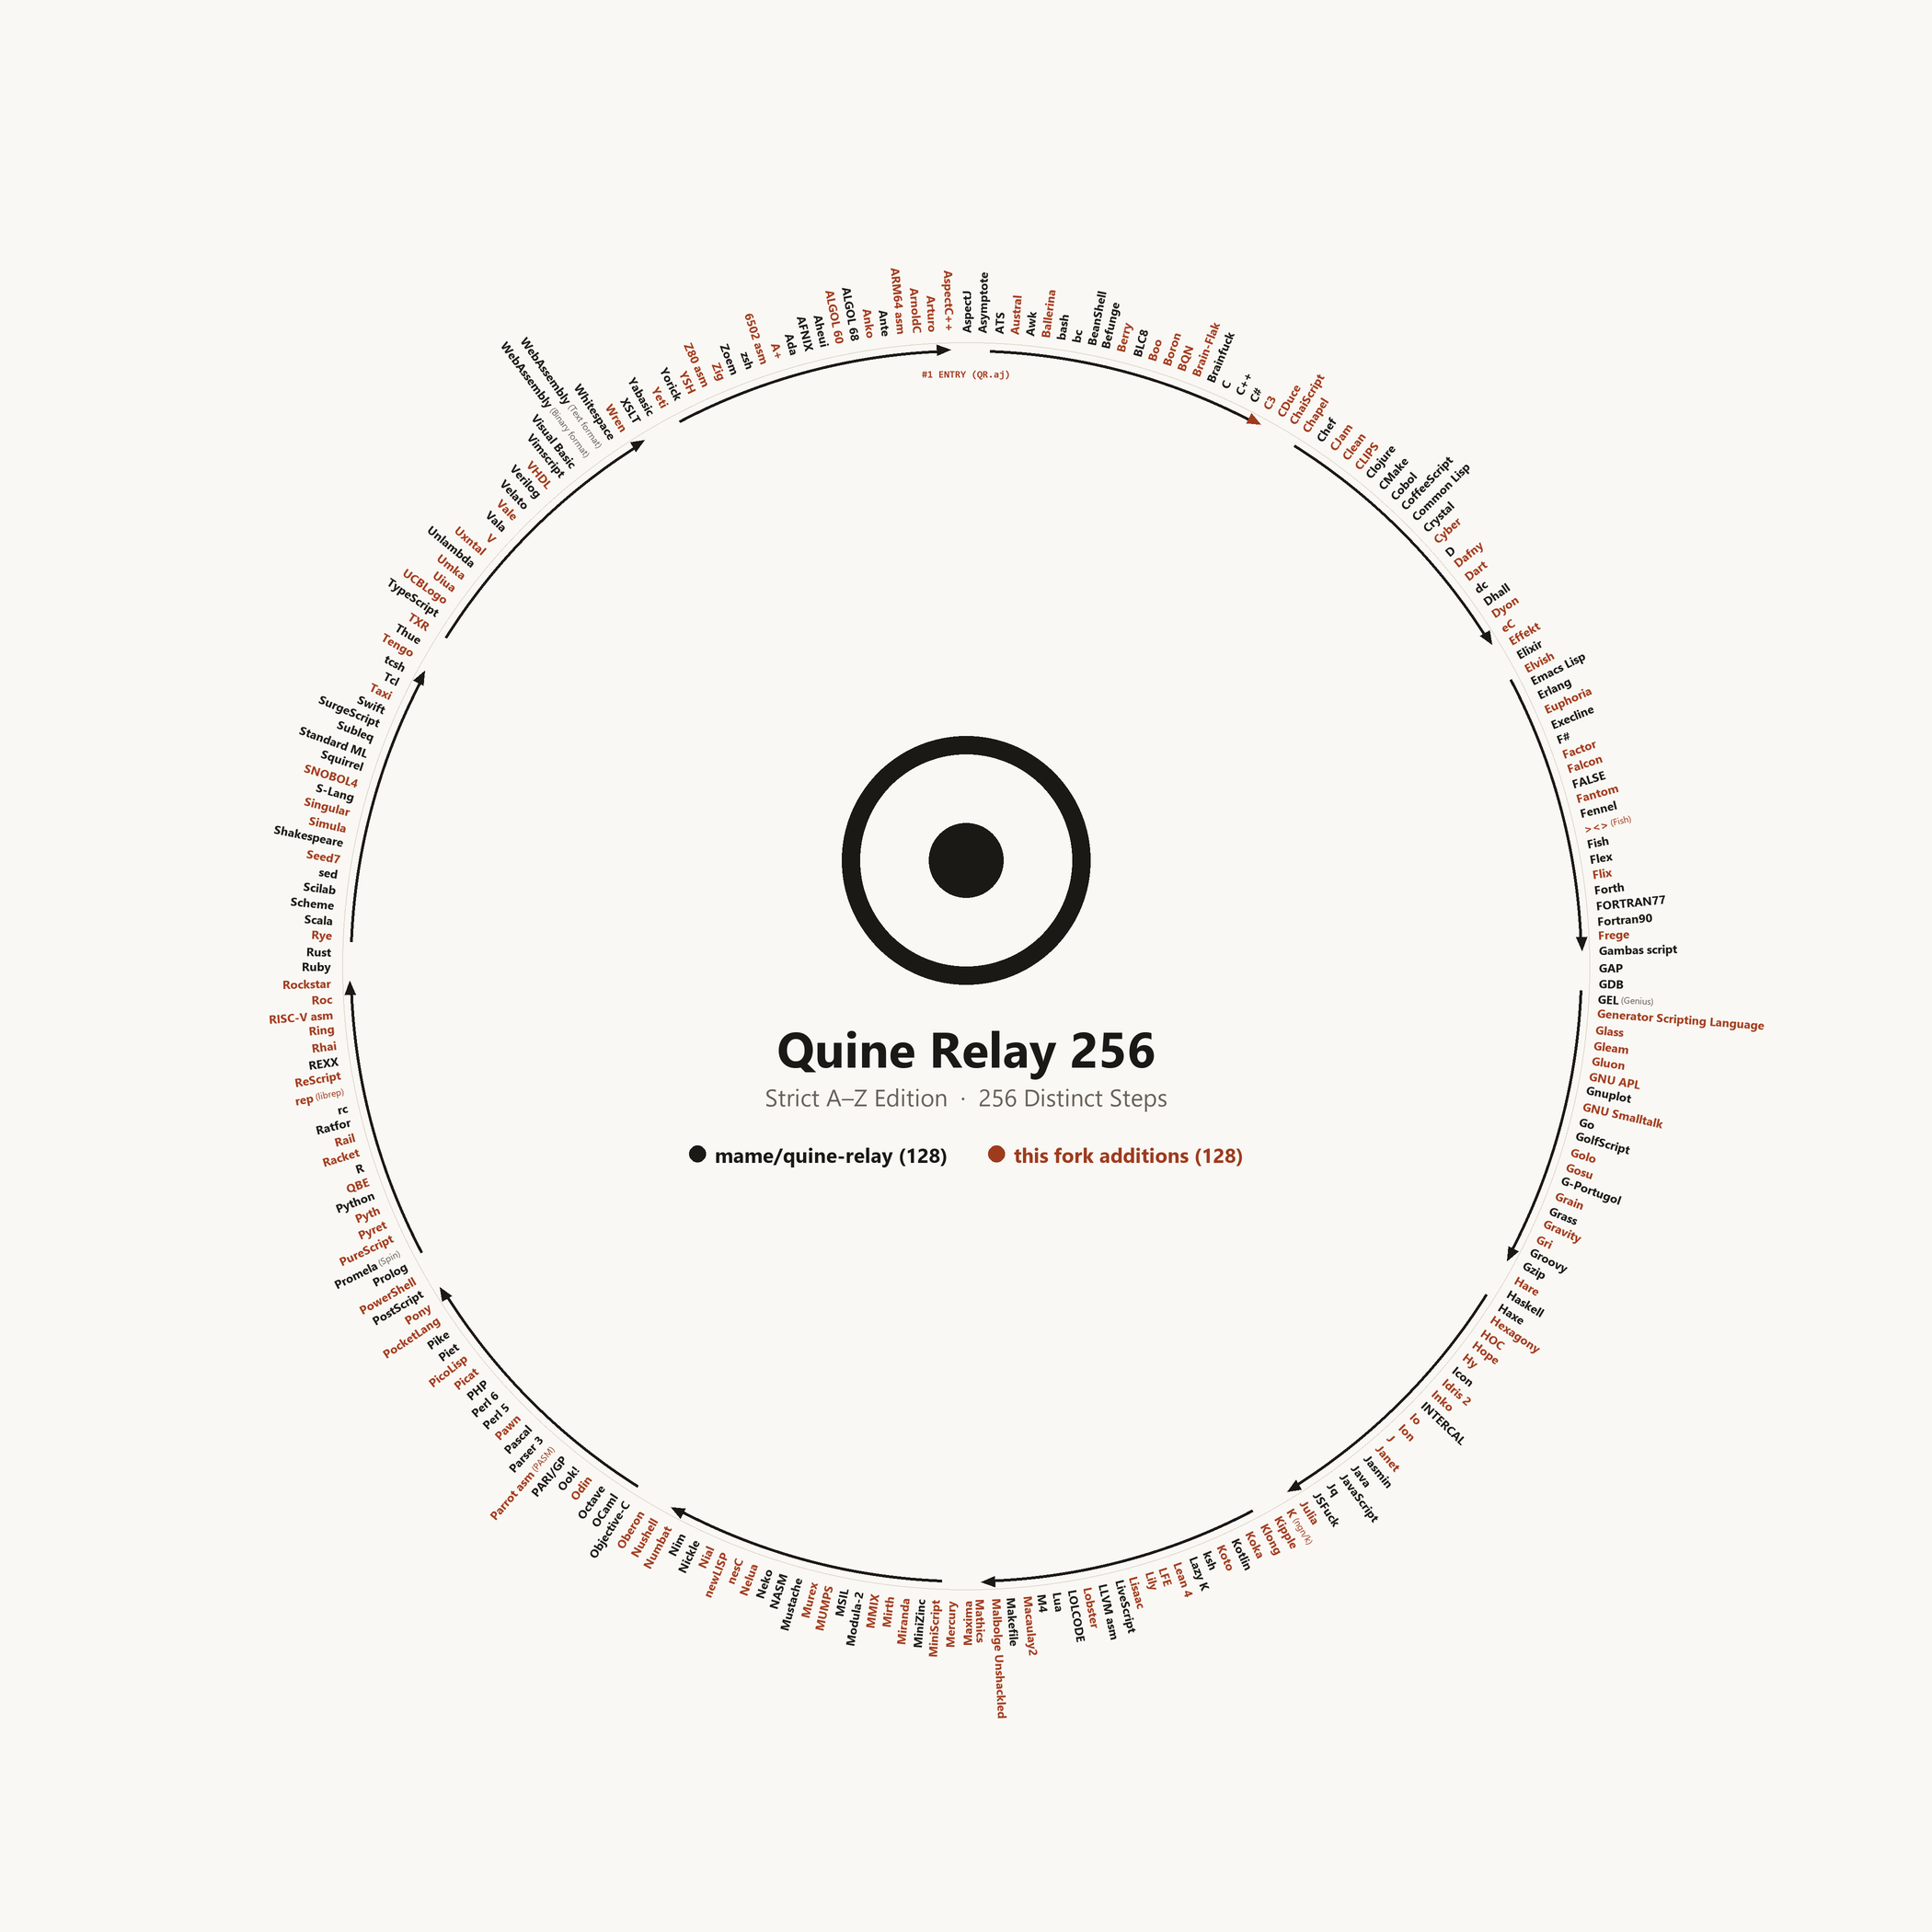 AspectJ
Asymptote
ATS
Austral
Awk
Ballerina
bash
bc
BeanShell
Befunge
Berry
BLC8
Boo
Boron
BQN
Brain-Flak
Brainfuck
C
C++
C#
C3
CDuce
ChaiScript
Chapel
Chef
CJam
Clean
CLIPS
Clojure
CMake
Cobol
CoffeeScript
Common Lisp
Crystal
Cyber
D
Dafny
Dart
dc
Dhall
Dyon
eC
Effekt
Elixir
Elvish
Emacs Lisp
Erlang
Euphoria
Execline
F#
Factor
Falcon
FALSE
Fantom
Fennel
><> (Fish)
Fish
Flex
Flix
Forth
FORTRAN77
Fortran90
Frege
Gambas script
GAP
GDB
GEL (Genius)
Generator Scripting Language
Glass
Gleam
Gluon
GNU APL
Gnuplot
GNU Smalltalk
Go
GolfScript
Golo
Gosu
G-Portugol
Grain
Grass
Gravity
Gri
Groovy
Gzip
Hare
Haskell
Haxe
Hexagony
HOC
Hope
Hy
Icon
Idris 2
Inko
INTERCAL
Io
Ion
J
Janet
Jasmin
Java
JavaScript
Jq
JSFuck
Julia
K (ngn/k)
Kipple
Klong
Koka
Kotlin
Koto
ksh
Lazy K
Lean 4
LFE
Lily
Lisaac
LiveScript
LLVM asm
Lobster
LOLCODE
Lua
M4
Macaulay2
Makefile
Malbolge Unshackled
Mathics
Maxima
Mercury
MiniScript
MiniZinc
Miranda
Mirth
MMIX
Modula-2
MSIL
MUMPS
Murex
Mustache
NASM
Neko
Nelua
nesC
newLISP
Nial
Nickle
Nim
Numbat
Nushell
Oberon
Objective-C
OCaml
Octave
Odin
Ook!
PARI/GP
Parrot asm (PASM)
Parser 3
Pascal
Pawn
Perl 5
Perl 6
PHP
Picat
PicoLisp
Piet
Pike
PocketLang
Pony
PostScript
PowerShell
Prolog
Promela (Spin)
PureScript
Pyret
Pyth
Python
QBE
R
Racket
Rail
Ratfor
rc
rep (librep)
ReScript
REXX
Rhai
Ring
RISC-V asm
Roc
Rockstar
Ruby
Rust
Rye
Scala
Scheme
Scilab
sed
Seed7
Shakespeare
Simula
Singular
S-Lang
SNOBOL4
Squirrel
Standard ML
Subleq
SurgeScript
Swift
Taxi
Tcl
tcsh
Tengo
Thue
TXR
TypeScript
UCBLogo
Uiua
Umka
Unlambda
Uxntal
V
Vala
Vale
Velato
Verilog
VHDL
Vimscript
Visual Basic
WebAssembly (Binary format)
WebAssembly (Text format)
Whitespace
Wren
XSLT
Yabasic
Yeti
Yorick
YSH
Z80 asm
Zig
Zoem
zsh
6502 asm
A+
Ada
AFNIX
Aheui
ALGOL 60
ALGOL 68
Anko
Ante
ARM64 asm
ArnoldC
Arturo
AspectC++
#1 ENTRY (QR.aj)
Quine Relay 256
Strict A–Z Edition · 256 Distinct Steps
mame/quine-relay (128)
this fork additions (128)